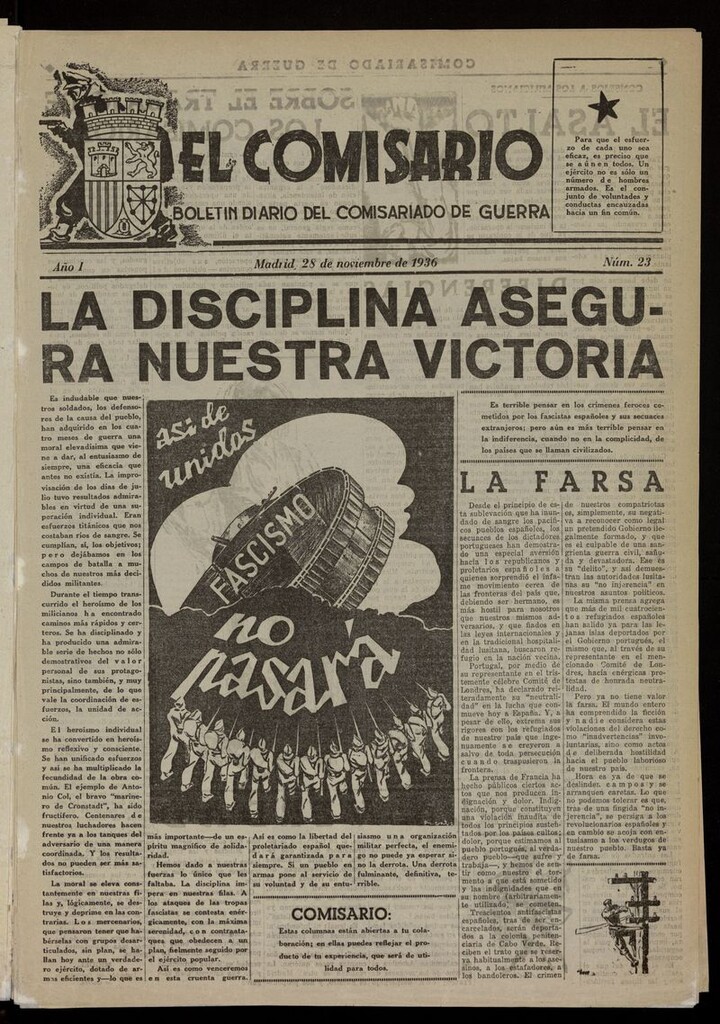 EL COMISARIO
BOLETIN DIARIO DEL COMISARIADO DE GUERRA
Para que el esfuer-
zo de cada uno sea
eficaz, es preciso que
se aúnen todos. Un
ejército no es sólo un
número de hombres
armados. Es el con-
junto de voluntades y
conductas encauzadas
hacia un fin común.
Año I
Madrid, 28 de noviembre de 1936
Núm. 23
LA DISCIPLINA ASEGU-
RA NUESTRA VICTORIA
Es indudable que nues-
tros soldados, los defenso-
res de la causa del pueblo,
han adquirido en los cua-
tro meses de guerra una
moral elevadísima que vie-
ne a dar, al entusiasmo de
siempre, una eficacia que
antes no existía. La impro-
visación de los días de ju-
lio tuvo resultados admira-
bles en virtud de una su-
poración individual. Eran
esfuerzos titánicos que nos
costaban ríos de sangre. Se
cumplían, sí, los objetivos;
pero dejábamos en los
campos de batalla a mu-
chos de nuestros más deci-
didos militantes.
Durante el tiempo trans-
currido el heroísmo de los
milicianos ha encontrado
caminos más rápidos y cer-
teros. Se ha disciplinado y
ha producido una admira-
ble serie de hechos no sólo
demostrativos del valor
personal de sus protago-
nistas, sino también, y muy
principalmente, de lo que
vale la coordinación de es-
fuerzos, la unidad de ac-
ción.
El heroísmo individual
se ha convertido en heroís-
mo reflexivo y consciente.
Se han unificado esfuerzos
y así se ha multiplicado la
fecundidad de la obra co-
mún. El ejemplo de Anto-
nio Col, el bravo "marine-
ro de Cronstadt", ha sido
fructífero. Centenares de
nuestros luchadores hacen
frente ya a los tanques del
adversario de una manera
coordinada. Y los resulta-
dos no pueden ser más sa-
tisfactorios.
La moral se eleva cons-
tantemente en nuestras fi-
las y, lógicamente, se des-
truye y deprime en las con-
trarias. Los mercenarios,
que pensaron tener que ha-
bérselas con grupos desar-
ticulados, sin plan, se ha-
llan hoy ante un verdade-
ro ejército, dotado de ar-
mas eficientes y—lo que es
Así de
unidos
FASCISMO
no
pasará
más importante—de un es-
píritu magnífico de solida-
ridad.
Hemos dado a nuestras
fuerzas lo único que les
faltaba. La disciplina im-
pera en nuestras filas. A
los ataques de las tropas
fascistas se contesta enér-
gicamente, con la máxima
serenidad, con contrata-
ques que obedecen a un
plan, fielmente seguido por
el ejército popular.
Así es como venceremos
en esta cruenta guerra.
Así es como la libertad del
proletariado español que-
dará garantizada para
siempre. Si un pueblo en
armas pone al servicio de
su voluntad y de su entu-
siasmo una organización
militar perfecta, el enemi-
go no puede ya esperar si-
no la derrota. Una derrota
fulminante, definitiva, te-
rrible.
COMISARIO:
Estas columnas están abiertas a tu cola-
boración; en ellas puedes reflejar el pro-
ducto de tu experiencia, que será de uti-
lidad para todos.
Es terrible pensar en los crímenes feroces co-
metidos por los fascistas españoles y sus secuaces
extranjeros; pero aún es más terrible pensar en
la indiferencia, cuando no en la complicidad, de
los países que se llaman civilizados.
LA FARSA
Desde el principio de es-
ta sublevación que ha inun-
dado de sangre los pacífi-
cos pueblos españoles, los
secuaces de los dictadores
portugueses han demostra-
do una especial aversión
hacia los republicanos y
proletarios españoles a
quienes sorprendió el infa-
me movimiento cerca de
las fronteras del país que,
debiendo ser hermano, es
más hostil para nosotros
que nuestros mismos ad-
versarios, y que fiados en
las leyes internacionales y
en la tradicional hospitali-
dad lusitana, buscaron re-
fugio en la nación vecina.
Portugal, por medio de
su representante en el tris-
temente célebre Comité de
Londres, ha declarado rei-
teradamente su "neutrali-
dad" en la lucha que con-
mueve hoy a España. Y, a
pesar de ello, extrema sus
rigores con los refugiados
de nuestro país que inge-
nuamente se creyeron a
salvo de toda persecución
cuando traspusieron la
frontera.
La prensa de Francia ha
hecho públicos ciertos ac-
tos que nos producen in-
dignación y dolor. Indig-
nación, porque constituyen
una violación inaudita de
todos los principios susten-
tados por los países cultos;
dolor, porque estimamos al
pueblo portugués, al verda-
dero pueblo—que sufre y
trabaja—, y hemos de sen-
tir como nuestro el tor-
mento a que está sometido
y las indignidades que en
su nombre (arbitrariamen-
te utilizado) se cometen.
Trescientos antifascistas
españoles, tras de ser en-
carcelados, serán deporta-
dos a la colonia peniten-
ciaria de Cabo Verde. Re-
ciben el trato que se reser-
va habitualmente a los ase-
sinos, a los estafadores, a
los bandoleros. El crimen
de nuestros compatriotas
es, simplemente, su negati-
va a reconocer como legal
un pretendido Gobierno ile-
galmente formado, y que
es el culpable de una san-
grienta guerra civil, sañu-
da y devastadora. Ese es
un "delito", y así demues-
tran las autoridades lusita-
nas su "no injerencia" en
nuestros asuntos políticos.
La misma prensa agrega
que más de mil cuatrocien-
tos refugiados españoles
han salido ya para las le-
janas islas deportados por
el Gobierno portugués, el
mismo que, al través de su
representante en el men-
cionado Comité de Lon-
dres, hacía enérgicas pro-
testas de honrada neutra-
lidad.
Pero ya no tiene valor
la farsa. El mundo entero
ha comprendido la ficción
y nadie considera estas
violaciones del derecho co-
mo "inadvertencias" invo-
luntarias, sino como actos
de deliberada hostilidad
hacia el pueblo laborioso
de nuestro país.
Hora es ya de que se
deslinden campos y se
arranquen caretas. Lo que
no podemos tolerar es que,
tras de una fingida "no in-
jerencia", se persiga a los
revolucionarios españoles y
en cambio se acoja con en-
tusiasmo a los verdugos de
nuestro pueblo. Basta ya
de farsa.